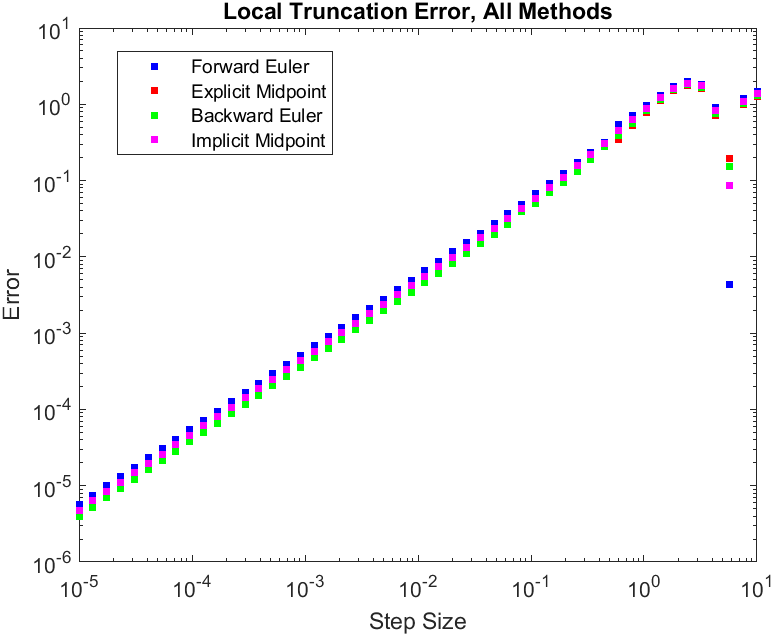 Local Truncation Error, All Methods
10^1
10^0
10^-1
10^-2
10^-3
10^-4
10^-5
10^-6
Error
Forward Euler
Explicit Midpoint
Backward Euler
Implicit Midpoint
10^-5 10^-4 10^-3 10^-2 10^-1 10^0 10^1
Step Size